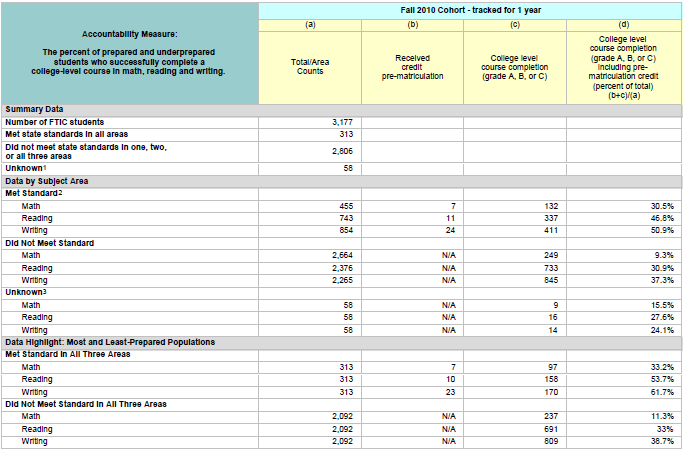 Accountability Measure:
The percent of prepared and underprepared
students who successfully complete a
college-level course in math, reading and writing.
Fall 2010 Cohort - tracked for 1 year
(a) (b) (c) (d)
Total/Area
Counts
Received
credit
pre-matriculation
College level
course completion
(grade A, B, or C)
College level
course completion
(grade A, B, or C)
including pre-
matriculation credit
(percent of total)
(b+c)/(a)
Summary Data
Number of FTIC students 3,177
Met state standards in all areas 313
Did not meet state standards in one, two,
or all three areas 2,806
Unknown1 58
Data by Subject Area
Met Standard2
Math 455 7 132 30.5%
Reading 743 11 337 46.8%
Writing 854 24 411 50.9%
Did Not Meet Standard
Math 2,664 N/A 249 9.3%
Reading 2,376 N/A 733 30.9%
Writing 2,265 N/A 845 37.3%
Unknown3
Math 58 N/A 9 15.5%
Reading 58 N/A 16 27.6%
Writing 58 N/A 14 24.1%
Data Highlight: Most and Least-Prepared Populations
Met Standard in All Three Areas
Math 313 7 97 33.2%
Reading 313 10 158 53.7%
Writing 313 23 170 61.7%
Did Not Meet Standard in All Three Areas
Math 2,092 N/A 237 11.3%
Reading 2,092 N/A 691 33%
Writing 2,092 N/A 809 38.7%